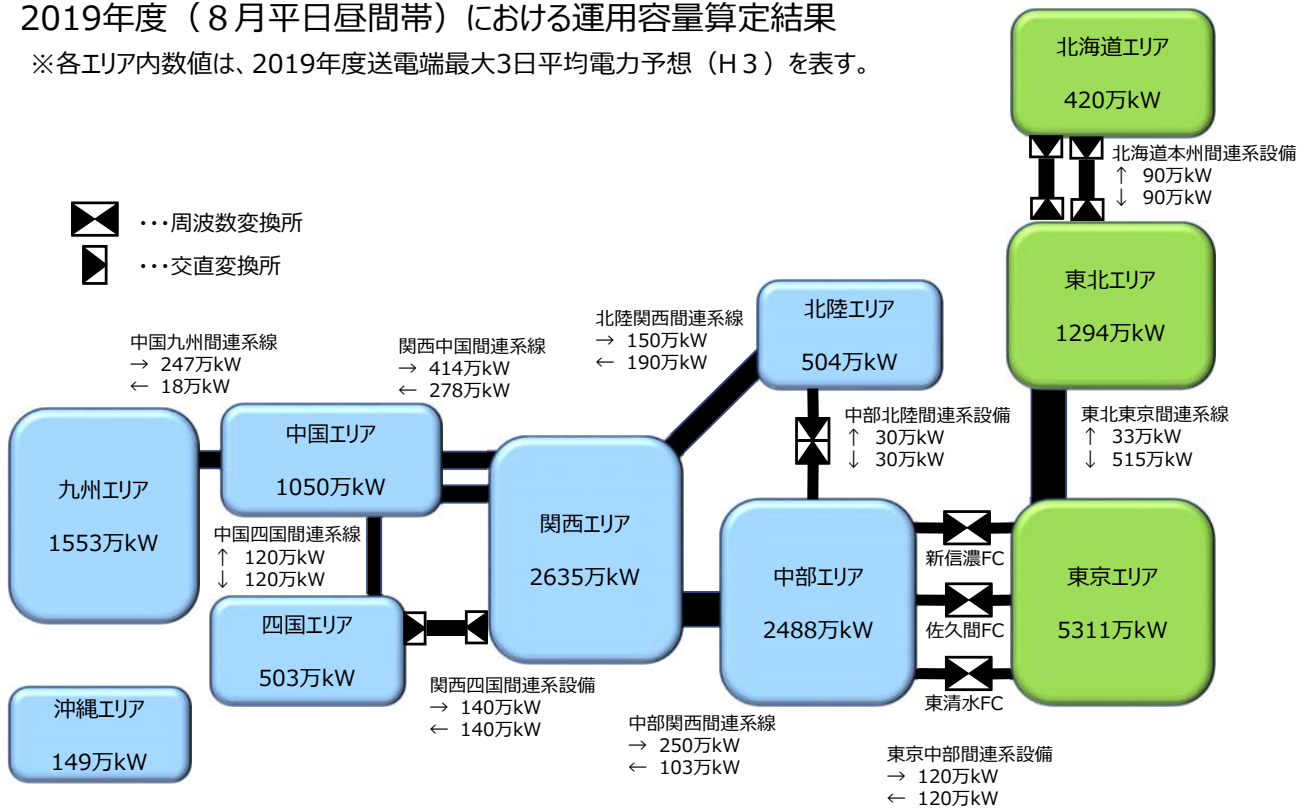 2019年度（８月平日昼間帯）における運用容量算定結果
※各エリア内数値は、2019年度送電端最大3日平均電力予想（H３）を表す。
北海道エリア
420万kW
北海道本州間連系設備
↑ 90万kW
↓ 90万kW
･･･周波数変換所
･･･交直変換所
東北エリア
1294万kW
北陸エリア
504万kW
北陸関西間連系線
→ 150万kW
← 190万kW
中国九州間連系線
→ 247万kW
← 18万kW
関西中国間連系線
→ 414万kW
← 278万kW
中部北陸間連系設備
↑ 30万kW
↓ 30万kW
東北東京間連系線
↑ 33万kW
↓ 515万kW
九州エリア
1553万kW
中国エリア
1050万kW
中国四国間連系線
↑ 120万kW
↓ 120万kW
関西エリア
2635万kW
中部エリア
2488万kW
新信濃FC
佐久間FC
東清水FC
東京エリア
5311万kW
四国エリア
503万kW
関西四国間連系設備
→ 140万kW
← 140万kW
沖縄エリア
149万kW
中部関西間連系線
→ 250万kW
← 103万kW
東京中部間連系設備
→ 120万kW
← 120万kW